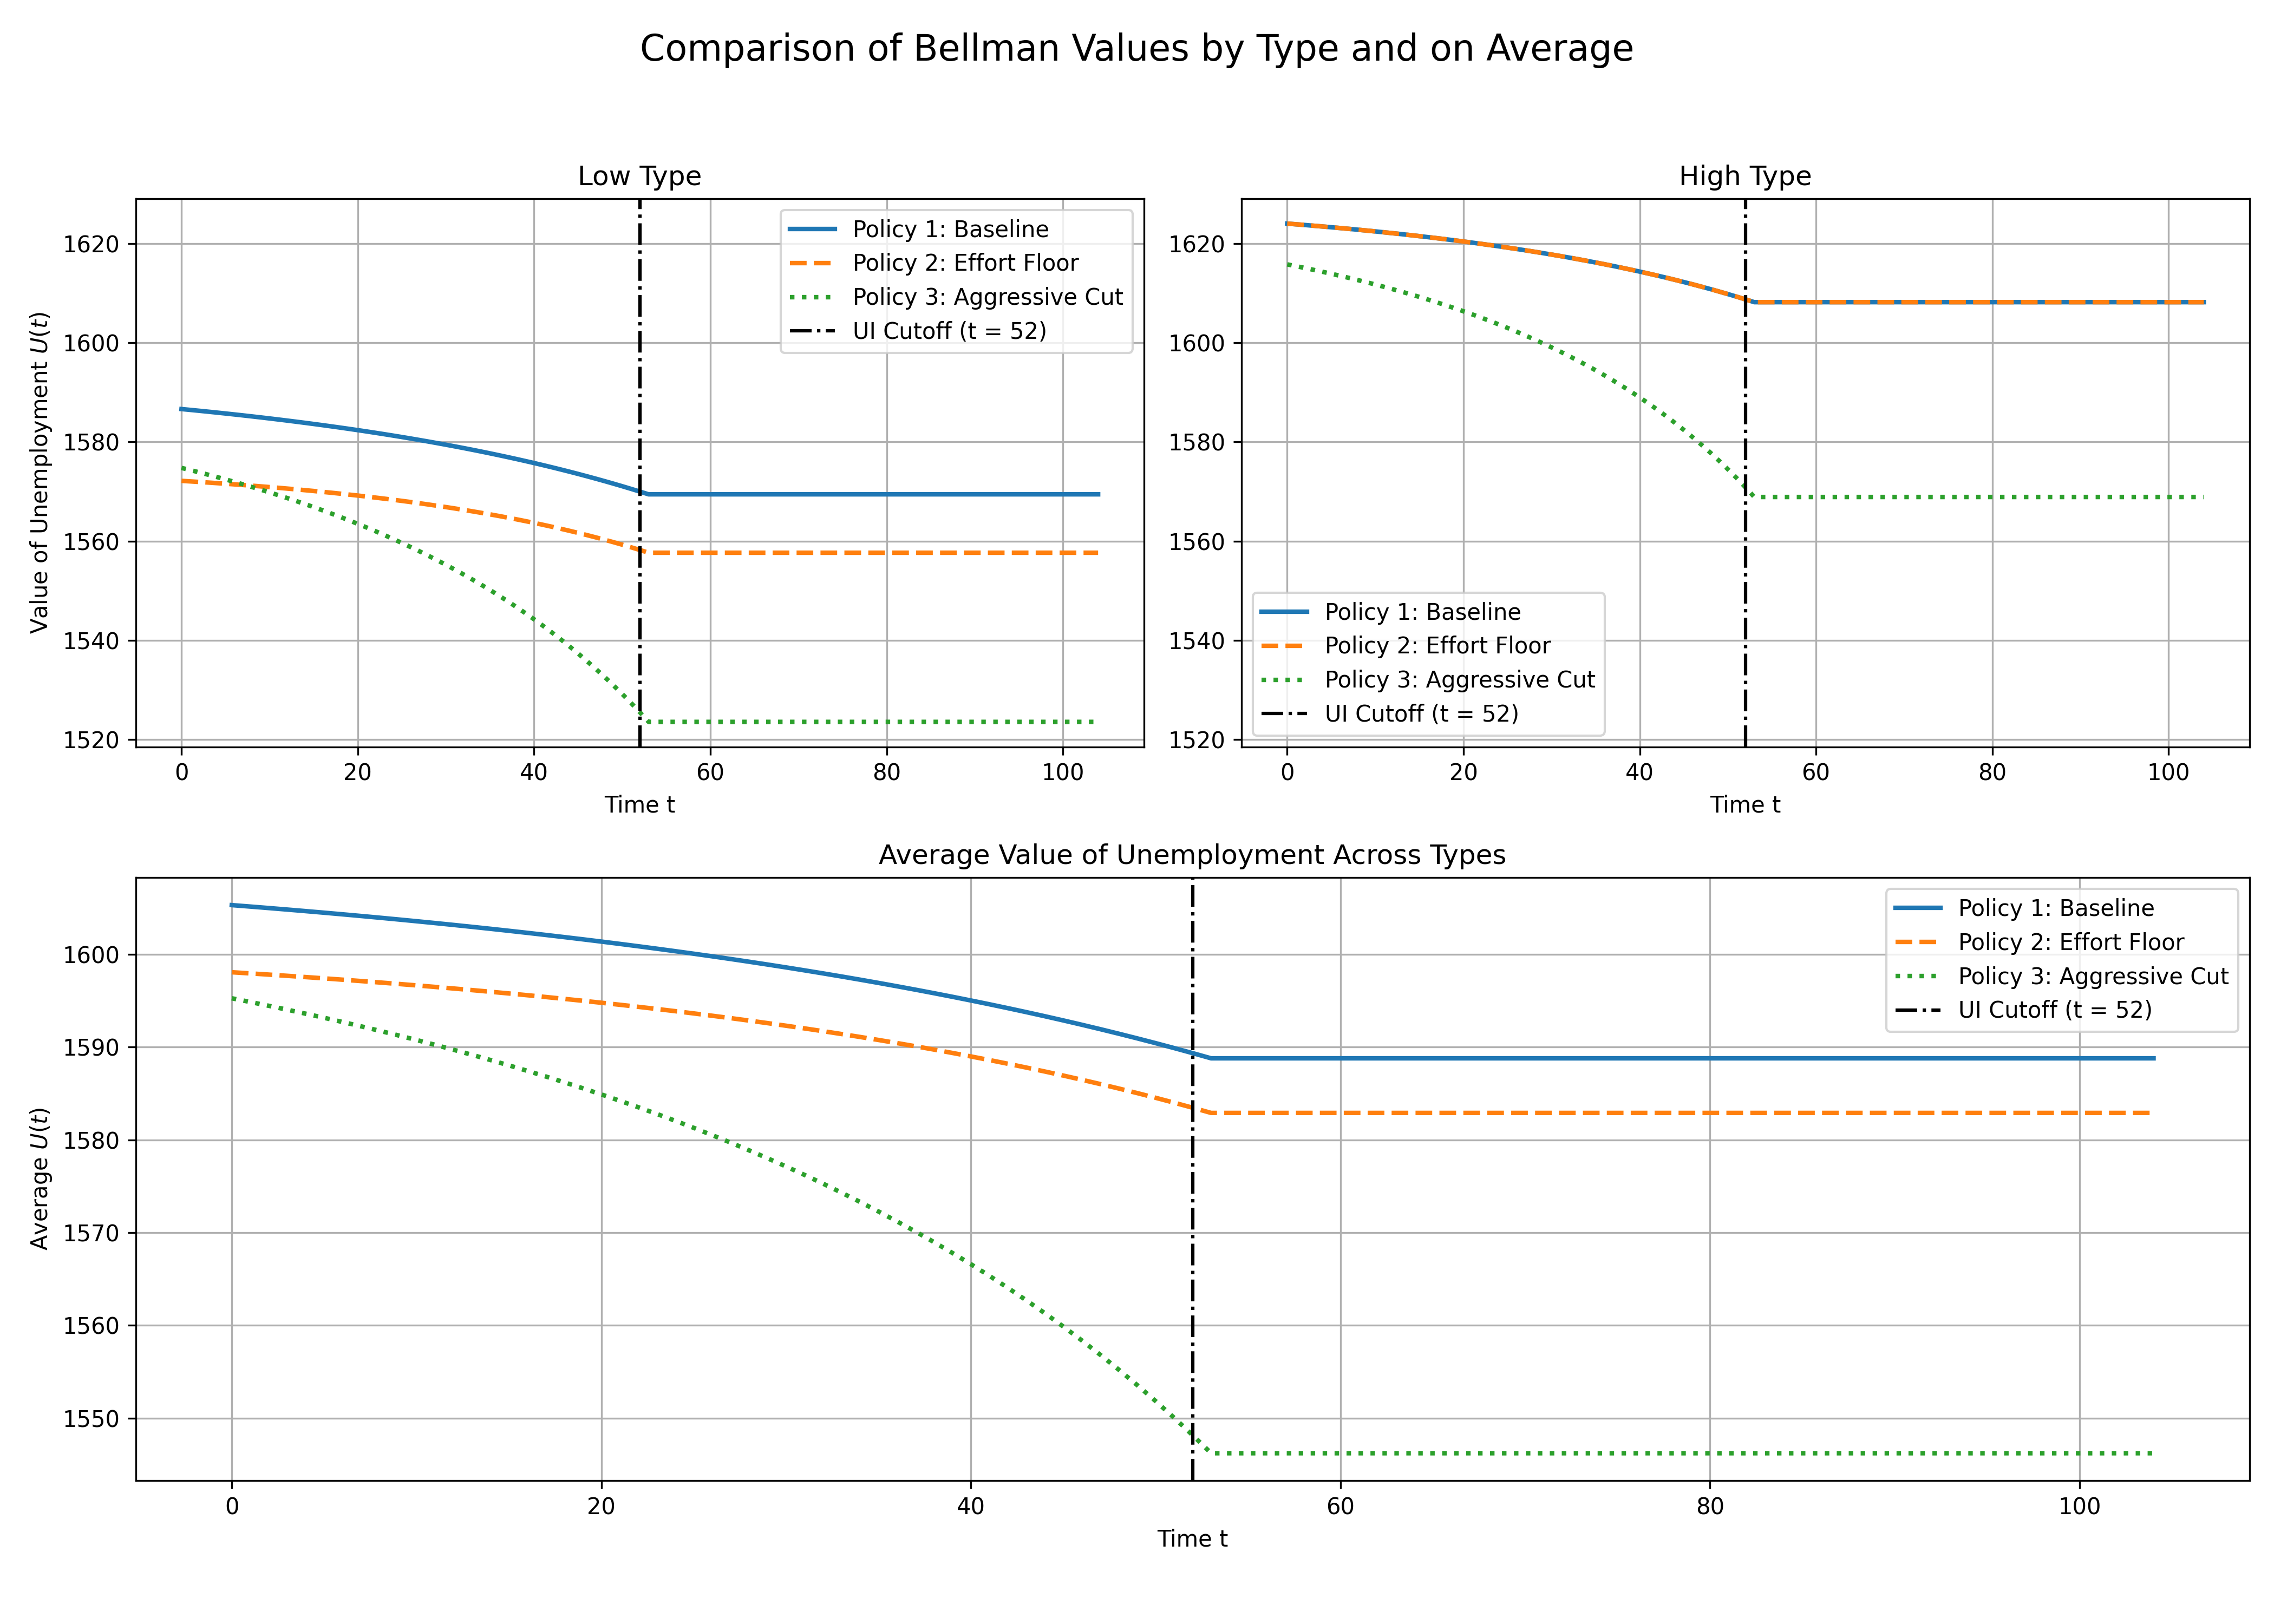 Comparison of Bellman Values by Type and on Average
Low Type
Value of Unemployment U(t)
1620
1600
1580
1560
1540
1520
Policy 1: Baseline
Policy 2: Effort Floor
Policy 3: Aggressive Cut
UI Cutoff (t = 52)
0 20 40 60 80 100
Time t
High Type
1620
1600
1580
1560
1540
1520
Policy 1: Baseline
Policy 2: Effort Floor
Policy 3: Aggressive Cut
UI Cutoff (t = 52)
0 20 40 60 80 100
Time t
Average Value of Unemployment Across Types
Average U(t)
1600
1590
1580
1570
1560
1550
Policy 1: Baseline
Policy 2: Effort Floor
Policy 3: Aggressive Cut
UI Cutoff (t = 52)
0 20 40 60 80 100
Time t